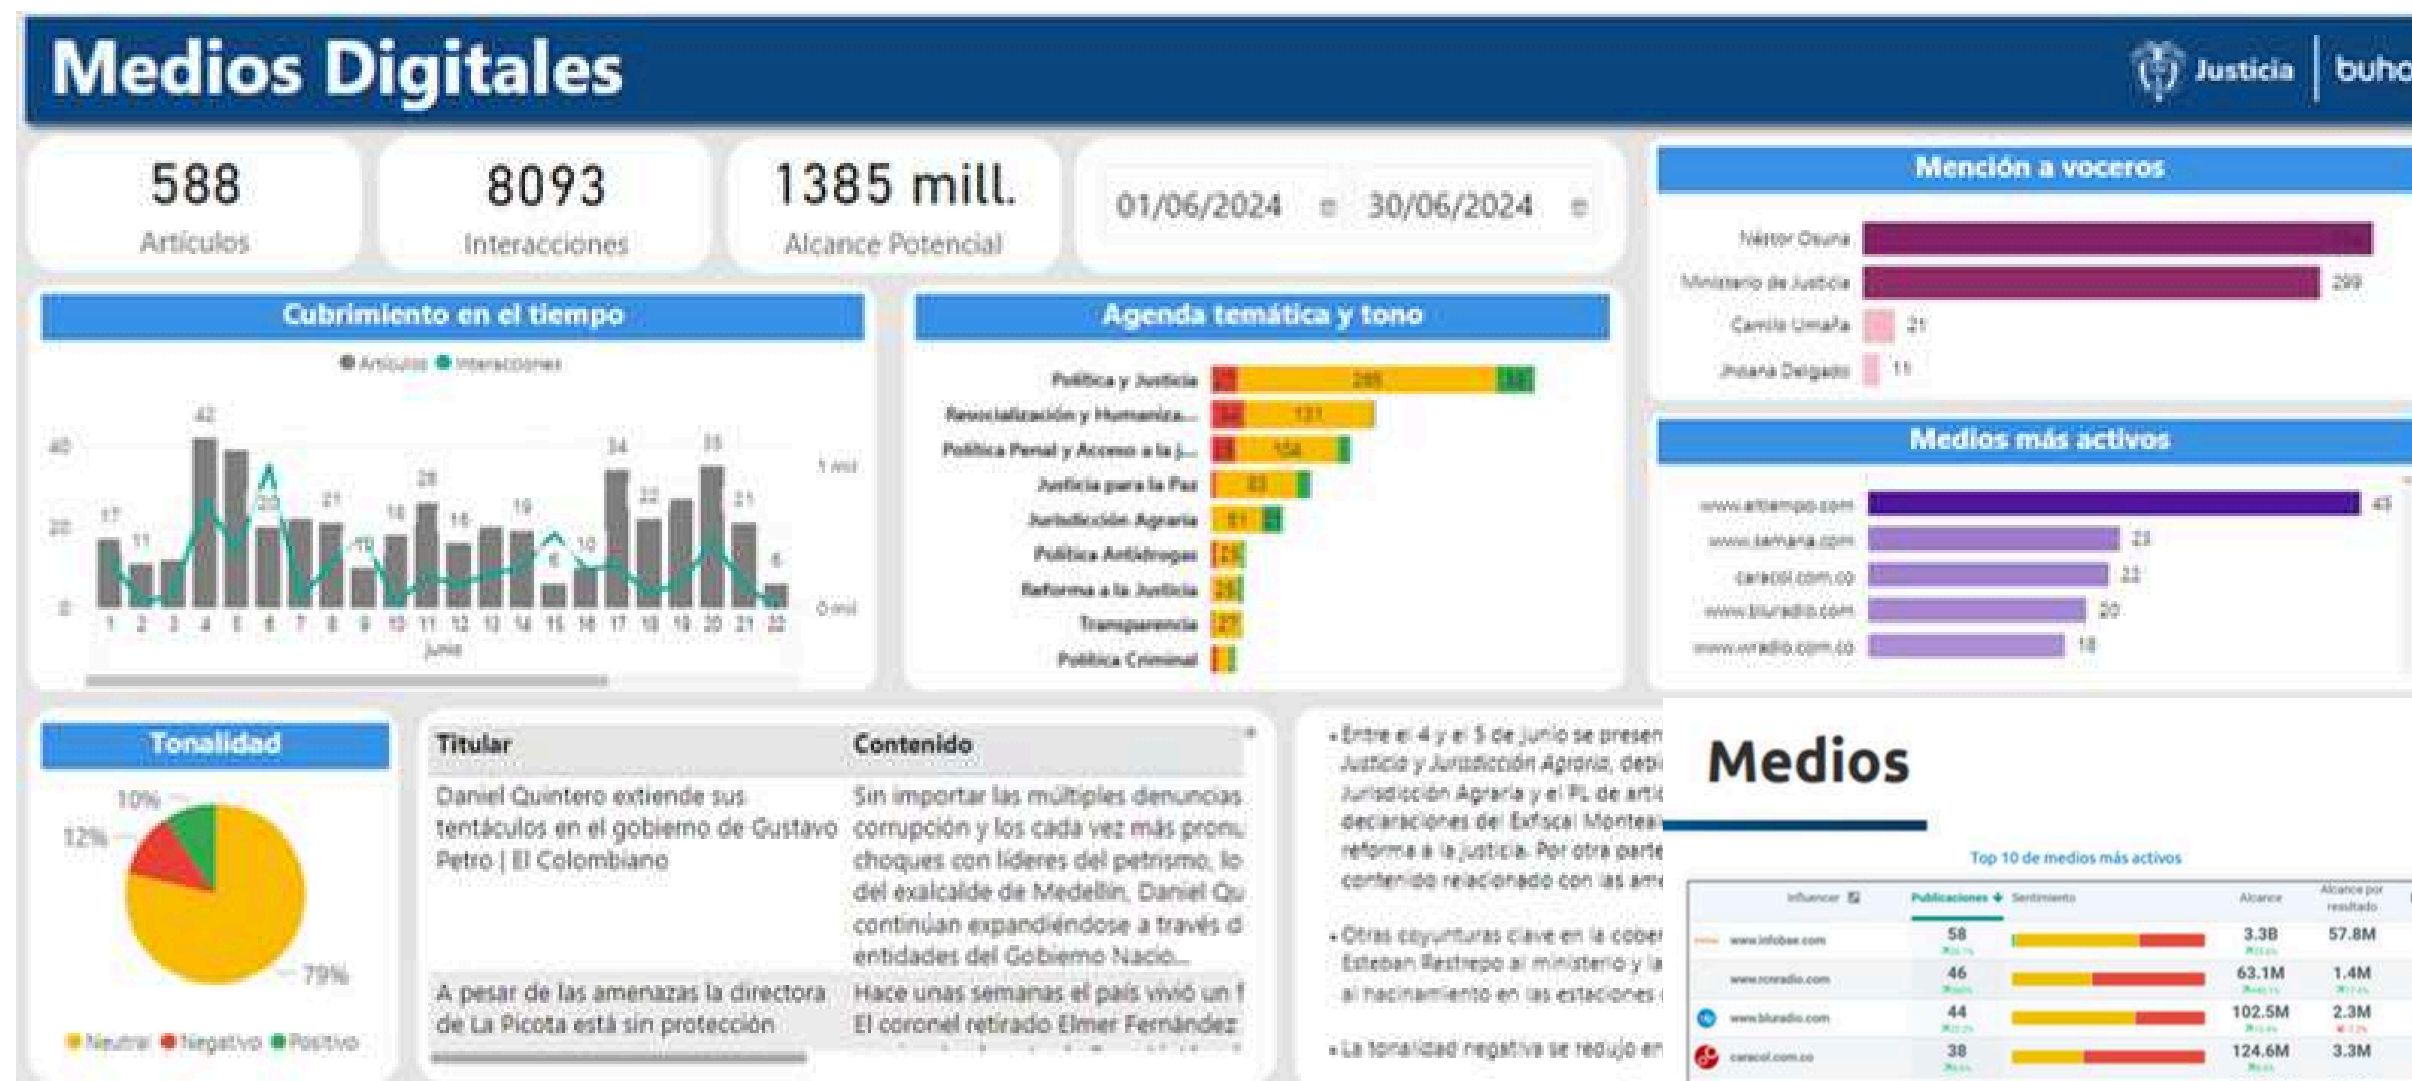 Medios Digitales
Justicia
buho
588
Artículos
8093
Interacciones
1385 mill.
Alcance Potencial
01/06/2024
30/06/2024
Mención a voceros
Néstor Osuna
Ministerio de Justicia
299
Camilo Umaña
21
Jhoana Delgado
11
Cubrimiento en el tiempo
Artículos
Interacciones
40
20
0
1 mil
0 mil
17
11
42
20
21
10
18
28
16
19
6
10
34
22
35
21
6
1 2 3 4 5 6 7 8 9 10 11 12 13 14 15 16 17 18 19 20 21 22
junio
Agenda temática y tono
Política y Justicia
Resocialización y Humaniza...
131
Política Penal y Acceso a la j...
104
Justicia para la Paz
83
Jurisdicción Agraria
51
Política Antidrogas
Reforma a la Justicia
Transparencia
27
Política Criminal
Medios más activos
www.eltiempo.com
www.semana.com
23
caracol.com.co
22
www.bluradio.com
20
www.wradio.com.co
18
Tonalidad
10%
12%
79%
Neutral
Negativo
Positivo
Titular
Contenido
Daniel Quintero extiende sus
tentáculos en el gobierno de Gustavo
Petro | El Colombiano
Sin importar las múltiples denuncias
corrupción y los cada vez más pronu
choques con líderes del petrismo, lo
del exalcalde de Medellín, Daniel Qu
continúan expandiéndose a través d
entidades del Gobierno Nacio...
A pesar de las amenazas la directora
de La Picota está sin protección
Hace unas semanas el país vivió un f
El coronel retirado Elmer Fernández
• Entre el 4 y el 5 de junio se presen
Justicia y Jurisdicción Agraria, debi
Jurisdicción Agraria y el PL de artic
declaraciones del Exfiscal Monteal
reforma a la justicia. Por otra parte
contenido relacionado con las ame
• Otras coyunturas clave en la cober
Esteban Restrepo al ministerio y la
al hacinamiento en las estaciones
• La tonalidad negativa se redujo en
Medios
Top 10 de medios más activos
Influencer
Publicaciones
Sentimiento
Alcance
Alcance por
resultado
www.infobae.com
58
3.3B
57.8M
www.rcnradio.com
46
63.1M
1.4M
www.bluradio.com
44
102.5M
2.3M
caracol.com.co
38
124.6M
3.3M